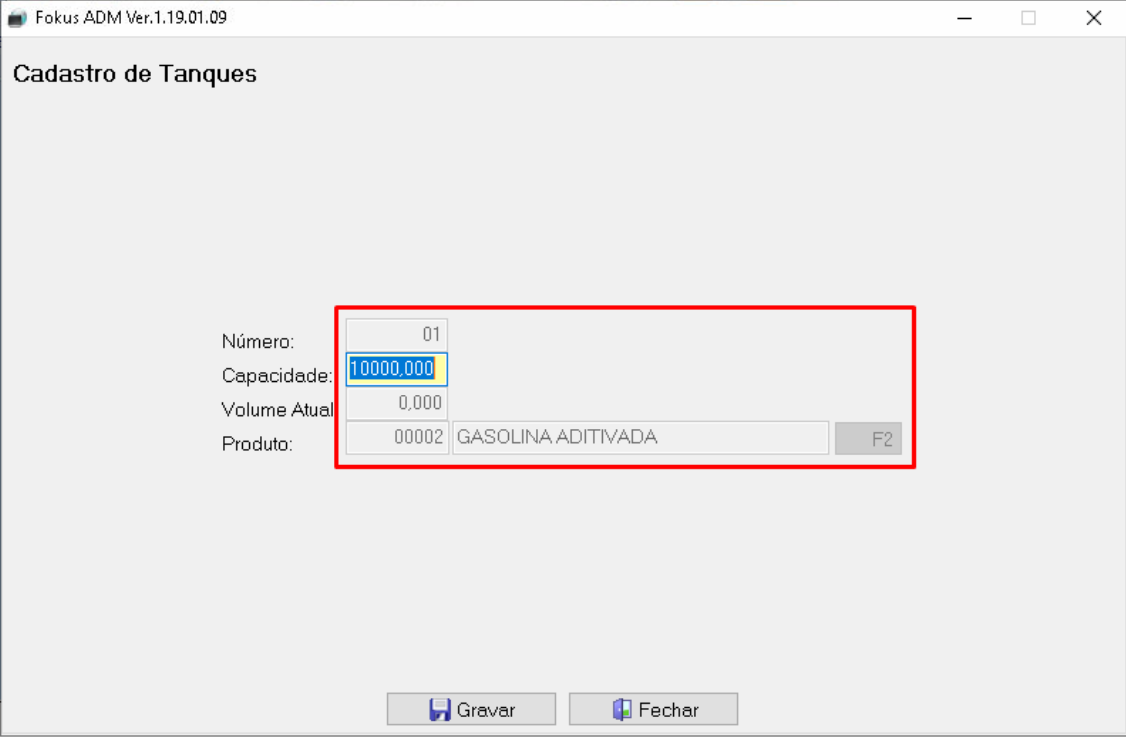 Fokus ADM Ver.1.19.01.09
Cadastro de Tanques
Número: 01
Capacidade: 10000,000
Volume Atual 0,000
Produto: 00002 GASOLINA ADITIVADA F2
Gravar Fechar